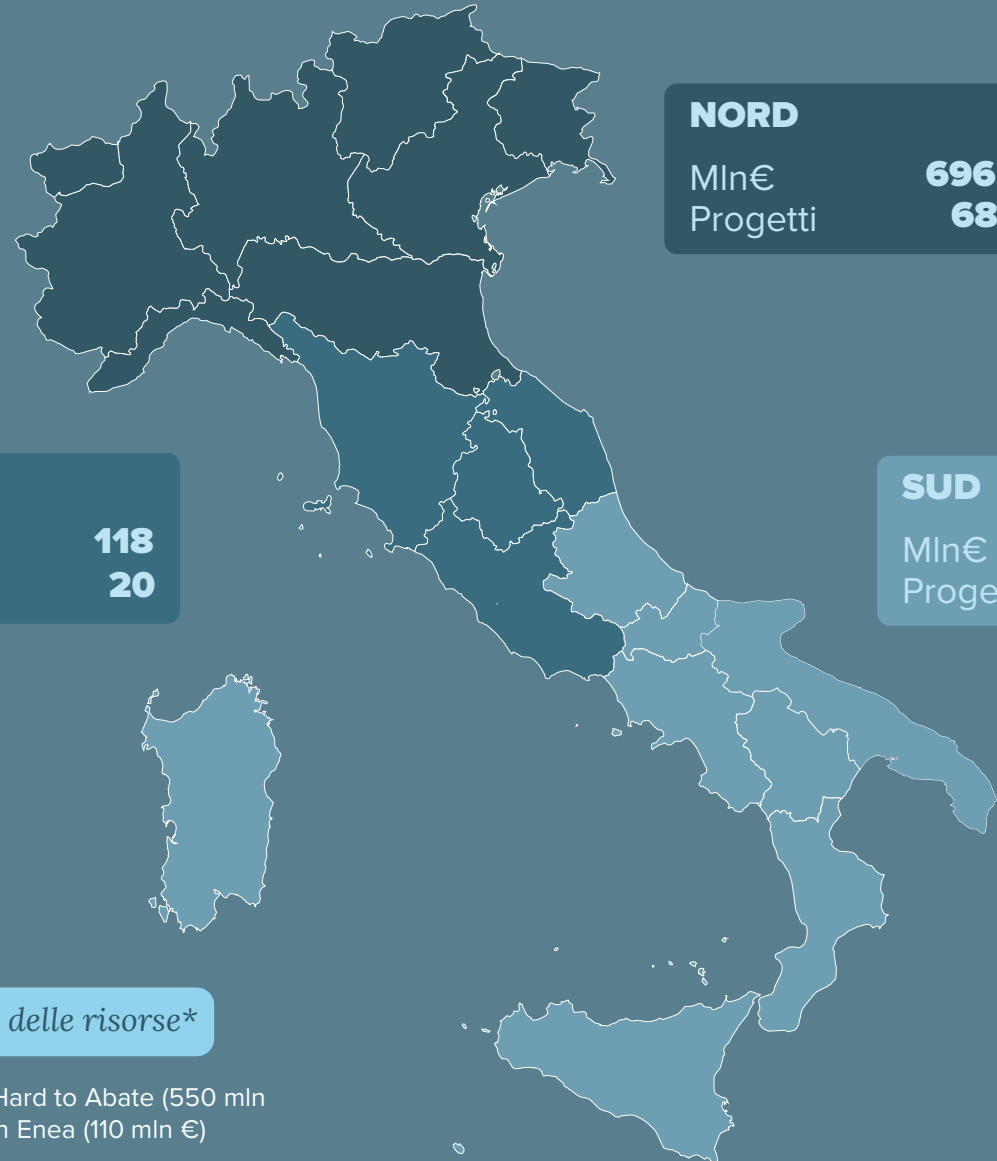 NORD
Mln€ 696
Progetti 68
118
20
SUD
Mln€
Proge
delle risorse*
Hard to Abate (550 mln
n Enea (110 mln €)